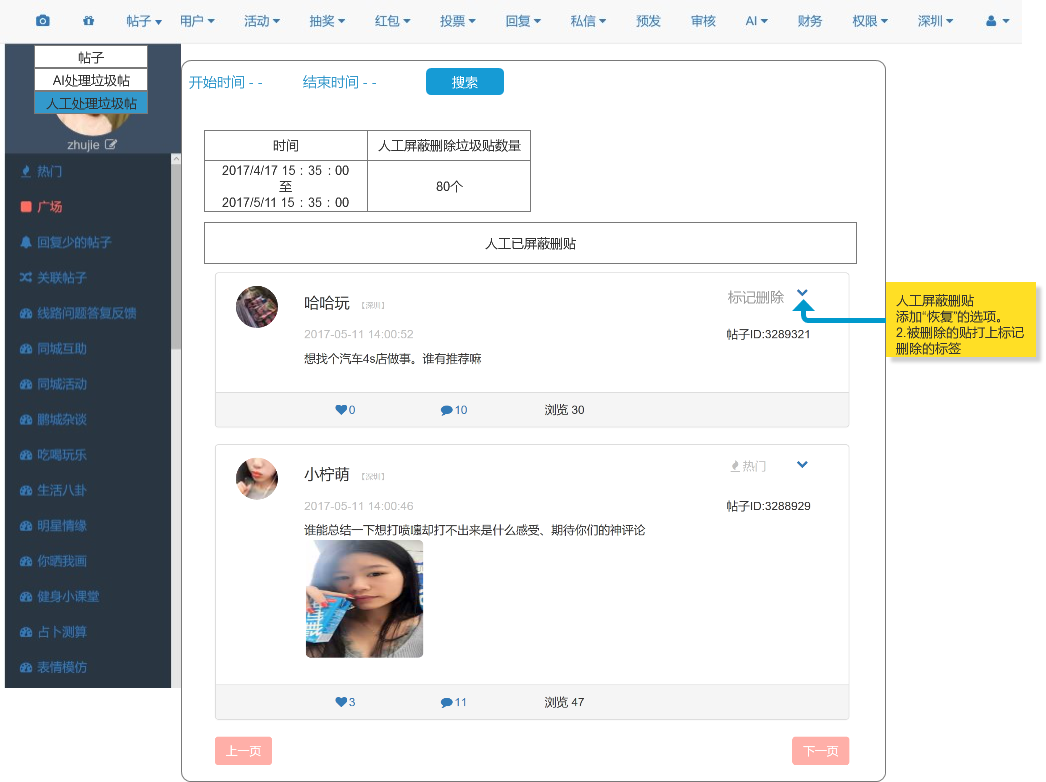 帖子 用户 活动 抽奖 红包 投票 回复 私信 预发 审核 AI 财务 权限 深圳
帖子
AI处理垃圾帖
人工处理垃圾帖
zhujie
热门
广场
回复少的帖子
关联帖子
线路问题答复反馈
同城互助
同城活动
鹏城杂谈
吃喝玩乐
生活八卦
明星情缘
你晒我画
健身小课堂
占卜测算
表情模仿
开始时间 - - 结束时间 - - 搜索
时间 人工屏蔽删除垃圾贴数量
2017/4/17 15：35：00
至
2017/5/11 15：35：00
80个
人工已屏蔽删贴
哈哈玩 【深圳】 标记删除
2017-05-11 14:00:52 帖子ID:3289321
想找个汽车4s店做事。谁有推荐嘛
0 10 浏览 30
小柠萌 【深圳】 热门
2017-05-11 14:00:46 帖子ID:3288929
谁能总结一下想打喷嚏却打不出来是什么感受、期待你们的神评论
3 11 浏览 47
上一页 下一页
人工屏蔽删贴
添加“恢复”的选项。
2.被删除的贴打上标记
删除的标签